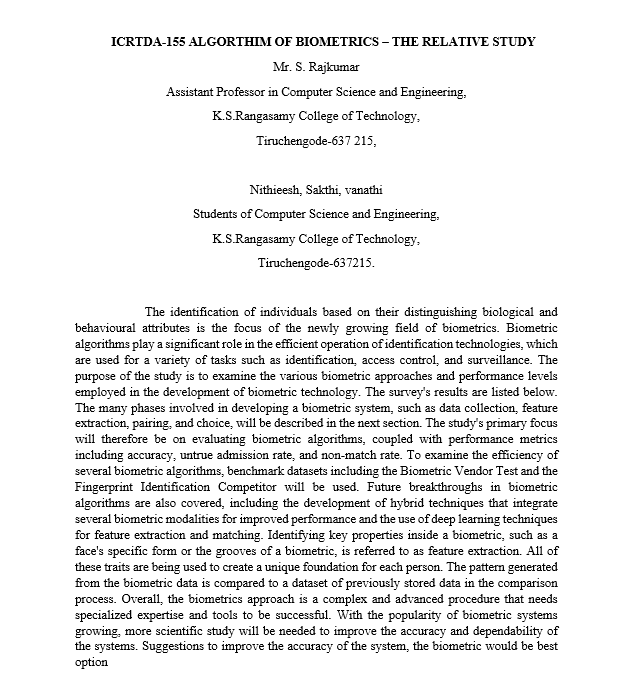 ICRTDA-155 ALGORTHIM OF BIOMETRICS – THE RELATIVE STUDY
Mr. S. Rajkumar
Assistant Professor in Computer Science and Engineering,
K.S.Rangasamy College of Technology,
Tiruchengode-637 215,
Nithieesh, Sakthi, vanathi
Students of Computer Science and Engineering,
K.S.Rangasamy College of Technology,
Tiruchengode-637215.
The identification of individuals based on their distinguishing biological and
behavioural attributes is the focus of the newly growing field of biometrics. Biometric
algorithms play a significant role in the efficient operation of identification technologies, which
are used for a variety of tasks such as identification, access control, and surveillance. The
purpose of the study is to examine the various biometric approaches and performance levels
employed in the development of biometric technology. The survey's results are listed below.
The many phases involved in developing a biometric system, such as data collection, feature
extraction, pairing, and choice, will be described in the next section. The study's primary focus
will therefore be on evaluating biometric algorithms, coupled with performance metrics
including accuracy, untrue admission rate, and non-match rate. To examine the efficiency of
several biometric algorithms, benchmark datasets including the Biometric Vendor Test and the
Fingerprint Identification Competitor will be used. Future breakthroughs in biometric
algorithms are also covered, including the development of hybrid techniques that integrate
several biometric modalities for improved performance and the use of deep learning techniques
for feature extraction and matching. Identifying key properties inside a biometric, such as a
face's specific form or the grooves of a biometric, is referred to as feature extraction. All of
these traits are being used to create a unique foundation for each person. The pattern generated
from the biometric data is compared to a dataset of previously stored data in the comparison
process. Overall, the biometrics approach is a complex and advanced procedure that needs
specialized expertise and tools to be successful. With the popularity of biometric systems
growing, more scientific study will be needed to improve the accuracy and dependability of
the systems. Suggestions to improve the accuracy of the system, the biometric would be best
option